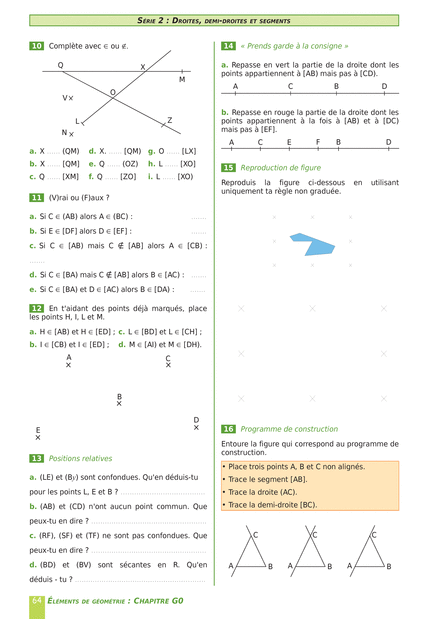 SÉRIE 2 : DROITES, DEMI-DROITES ET SEGMENTS
10 Complète avec ∈ ou ∉.
Q
X
M
V×
O
L
Z
N×
a. X ...... (QM) d. X. ...... (QM) g. O ...... [LX]
b. X ...... [QM] e. Q ...... (OZ) h. L ...... [XO]
c. Q ...... [XM] f. Q ...... [ZO] i. L ...... [XO)
11 (V)rai ou (F)aux ?
a. Si C ∈ (AB) alors A ∈ (BC) : ......
b. Si E ∈ [DF] alors D ∈ [EF] : ......
c. Si C ∈ (AB) mais C ∉ [AB] alors A ∈ [CB) :
......
d. Si C ∈ [BA) mais C ∉ [AB] alors B ∈ [AC) : ......
e. Si C ∈ [BA) et D ∈ [AC) alors B ∈ [DA) : ......
12 En t'aidant des points déjà marqués, place
les points H, I, L et M.
a. H ∈ [AB) et H ∈ [ED] ; c. L ∈ [BD] et L ∈ [CH] ;
b. I ∈ [CB) et I ∈ [ED] ; d. M ∈ [AI) et M ∈ [DH).
A
C
B
D
E
13 Positions relatives
a. (LE) et (By) sont confondues. Qu'en déduis-tu
pour les points L, E et B ?
b. (AB) et (CD) n'ont aucun point commun. Que
peux-tu en dire ?
c. (RF), (SF) et (TF) ne sont pas confondues. Que
peux-tu en dire ?
d. (BD) et (BV) sont sécantes en R. Qu'en
déduis - tu ?
14 « Prends garde à la consigne »
a. Repasse en vert la partie de la droite dont les
points appartiennent à [AB) mais pas à [CD).
A C B D
b. Repasse en rouge la partie de la droite dont les
points appartiennent à la fois à [AB) et à [DC)
mais pas à [EF].
A C E F B D
15 Reproduction de figure
Reproduis la figure ci-dessous en utilisant
uniquement ta règle non graduée.
16 Programme de construction
Entoure la figure qui correspond au programme de
construction.
• Place trois points A, B et C non alignés.
• Trace le segment [AB].
• Trace la droite (AC).
• Trace la demi-droite [BC).
C C C
A B A B A B
64 ÉLÉMENTS DE GÉOMÉTRIE : CHAPITRE G0